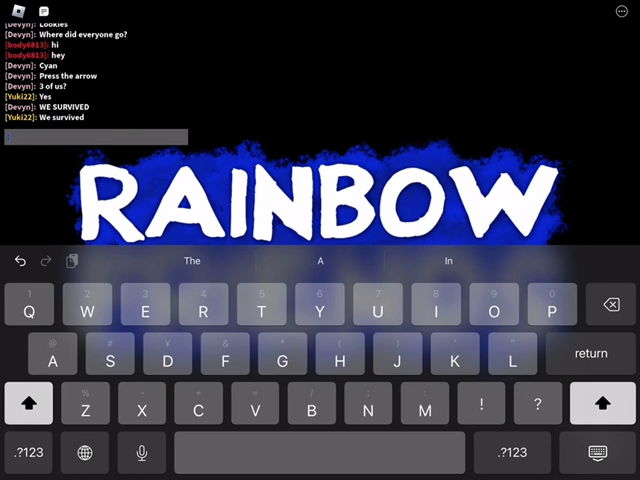 [Devyn]: Lookies
[Devyn]: Where did everyone go?
[body6813]: hi
[body6813]: hey
[Devyn]: Cyan
[Devyn]: Press the arrow
[Devyn]: 3 of us?
[Yuki22]: Yes
[Devyn]: WE SURVIVED
[Yuki22]: We survived
RAINBOW
The A In
1 2 3 4 5 6 7 8 9 0
Q W E R T Y U I O P
@ # ¥ & * ( ) ' "
A S D F G H J K L return
% - + = / ; :
Z X C V B N M ! ?
.?123 .?123